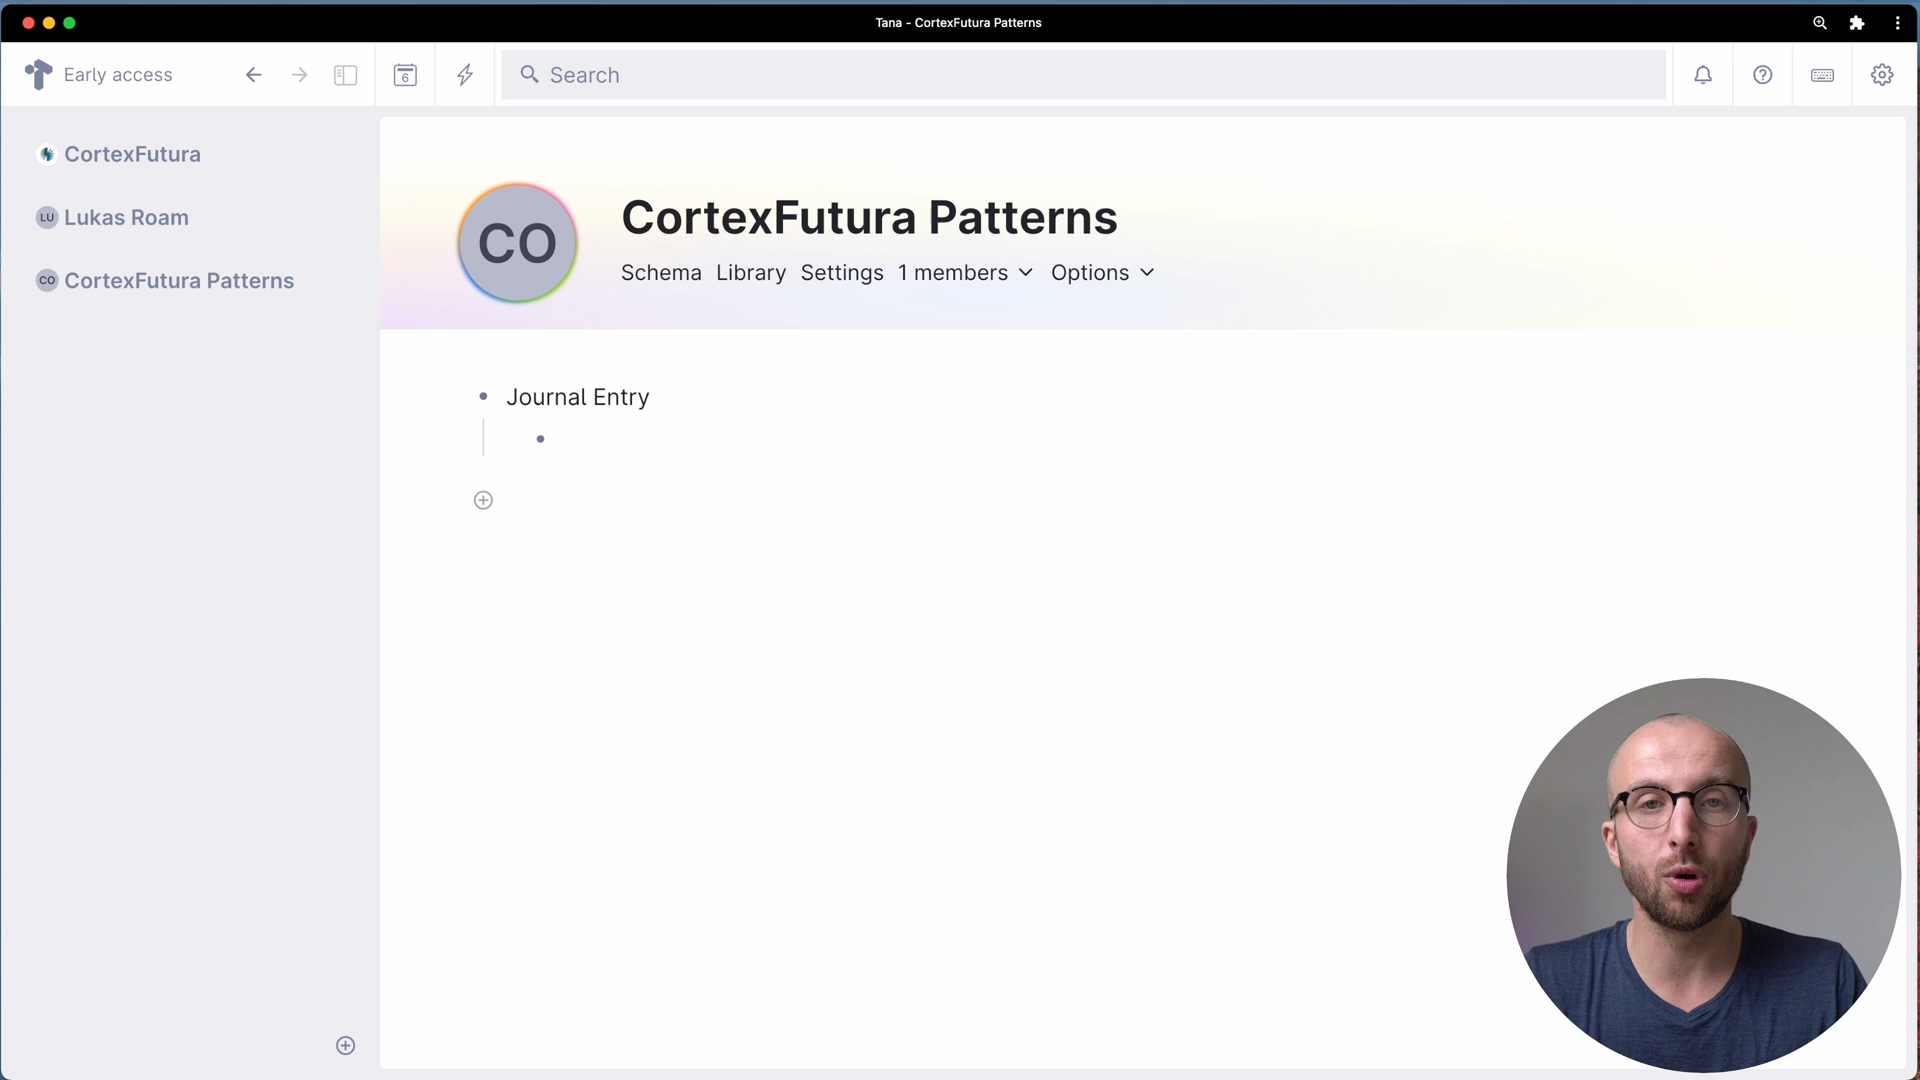 Tana - CortexFutura Patterns
Early access
6
Search
CortexFutura
LU Lukas Roam
CO CortexFutura Patterns
CO
CortexFutura Patterns
Schema Library Settings 1 members Options
Journal Entry